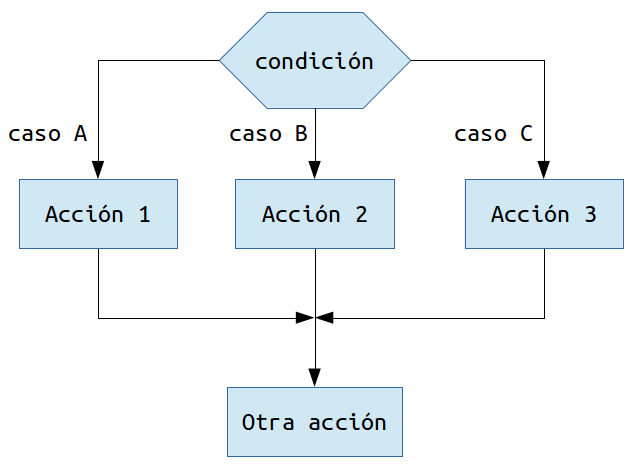 condición
caso A
caso B
caso C
Acción 1
Acción 2
Acción 3
Otra acción